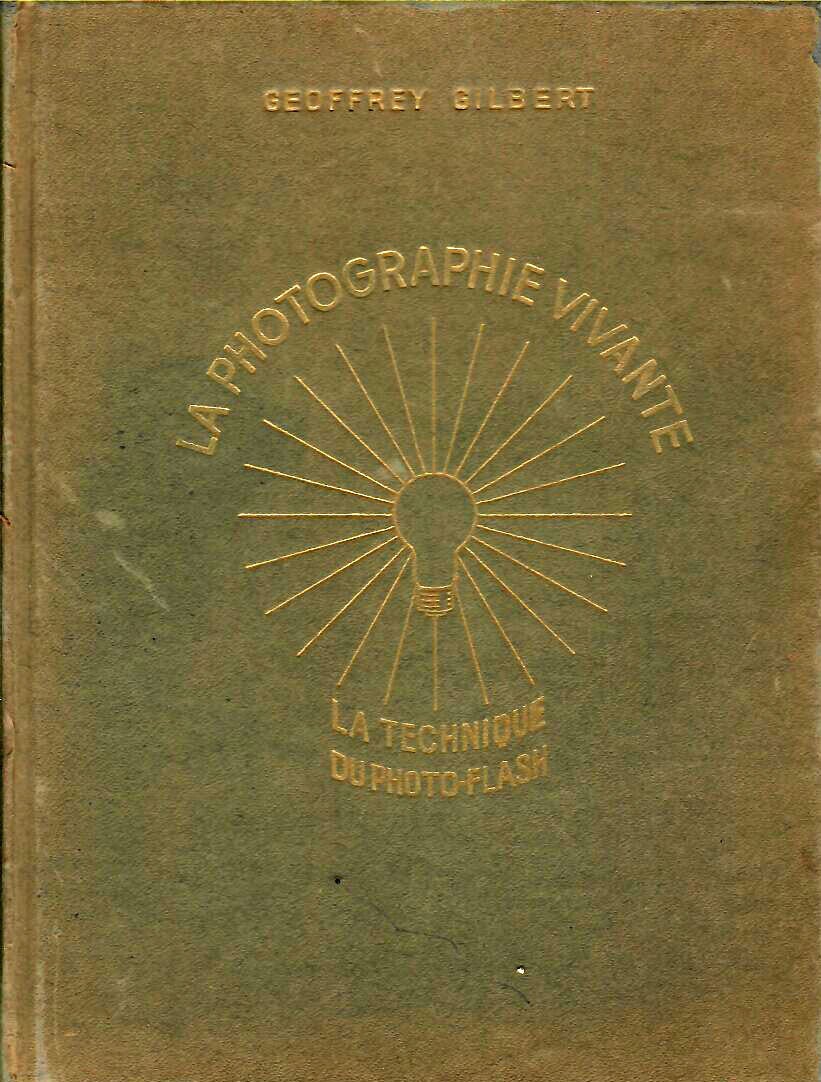 GEOFFREY GILBERT
LA PHOTOGRAPHIE VIVANTE
LA TECHNIQUE
DU PHOTO-FLASH